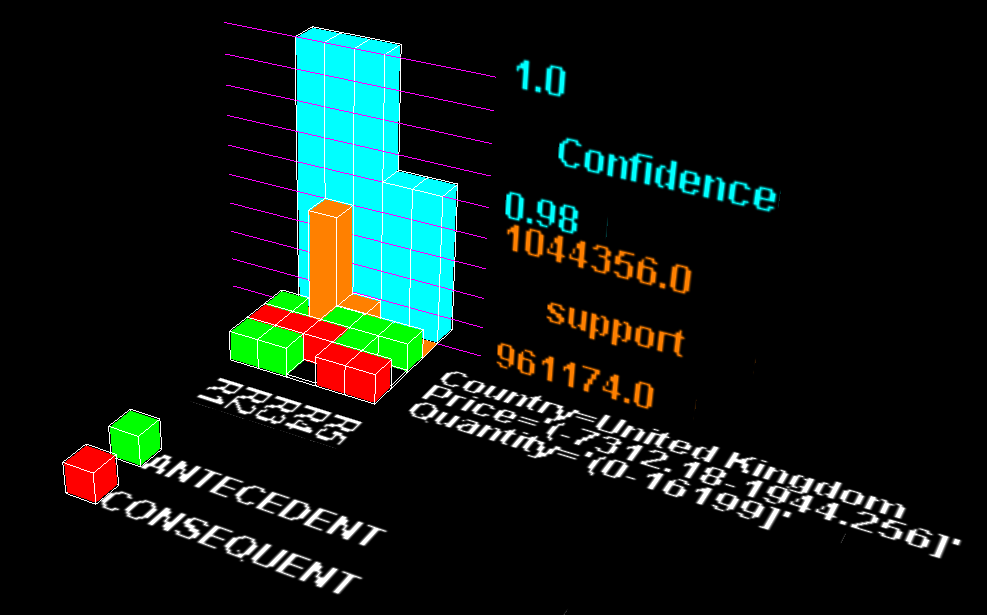 1.0
Confidence
0.98
1044356.0
support
961174.0
Country=United Kingdom
Price='(-7312.18-1944.256]'
Quantity='(0-16199]'
ANTECEDENT
CONSEQUENT